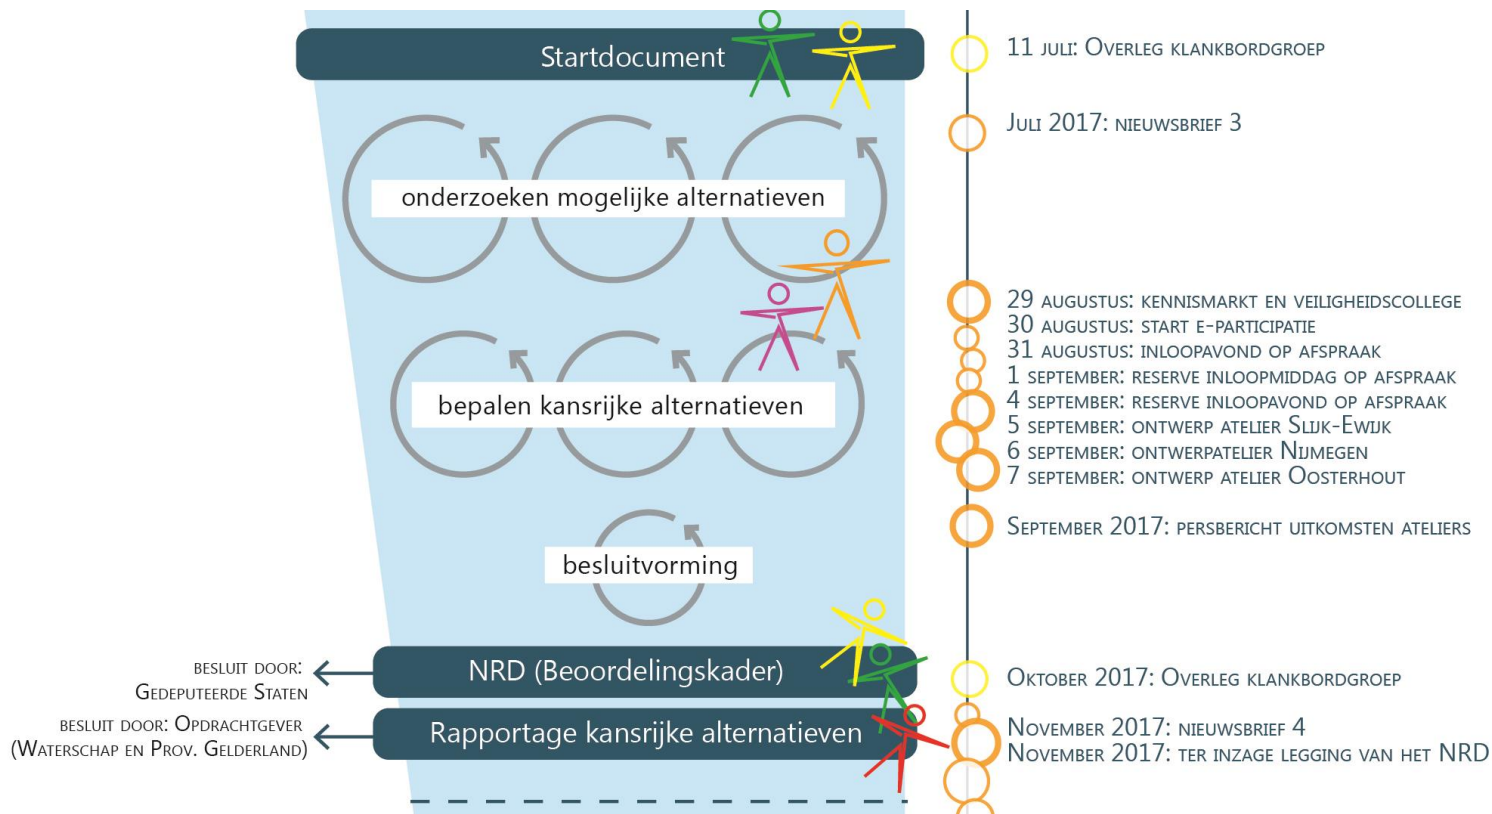 Startdocument
onderzoeken mogelijke alternatieven
bepalen kansrijke alternatieven
besluitvorming
besluit door:
Gedeputeerde Staten
NRD (Beoordelingskader)
besluit door: Opdrachtgever
(Waterschap en Prov. Gelderland)
Rapportage kansrijke alternatieven
11 juli: Overleg klankbordgroep
Juli 2017: nieuwsbrief 3
29 augustus: kennismarkt en veiligheidscollege
30 augustus: start e-participatie
31 augustus: inloopavond op afspraak
1 september: reserve inloopmiddag op afspraak
4 september: reserve inloopavond op afspraak
5 september: ontwerp atelier Slijk-Ewijk
6 september: ontwerpatelier Nijmegen
7 september: ontwerp atelier Oosterhout
September 2017: persbericht uitkomsten ateliers
Oktober 2017: Overleg klankbordgroep
November 2017: nieuwsbrief 4
November 2017: ter inzage legging van het NRD